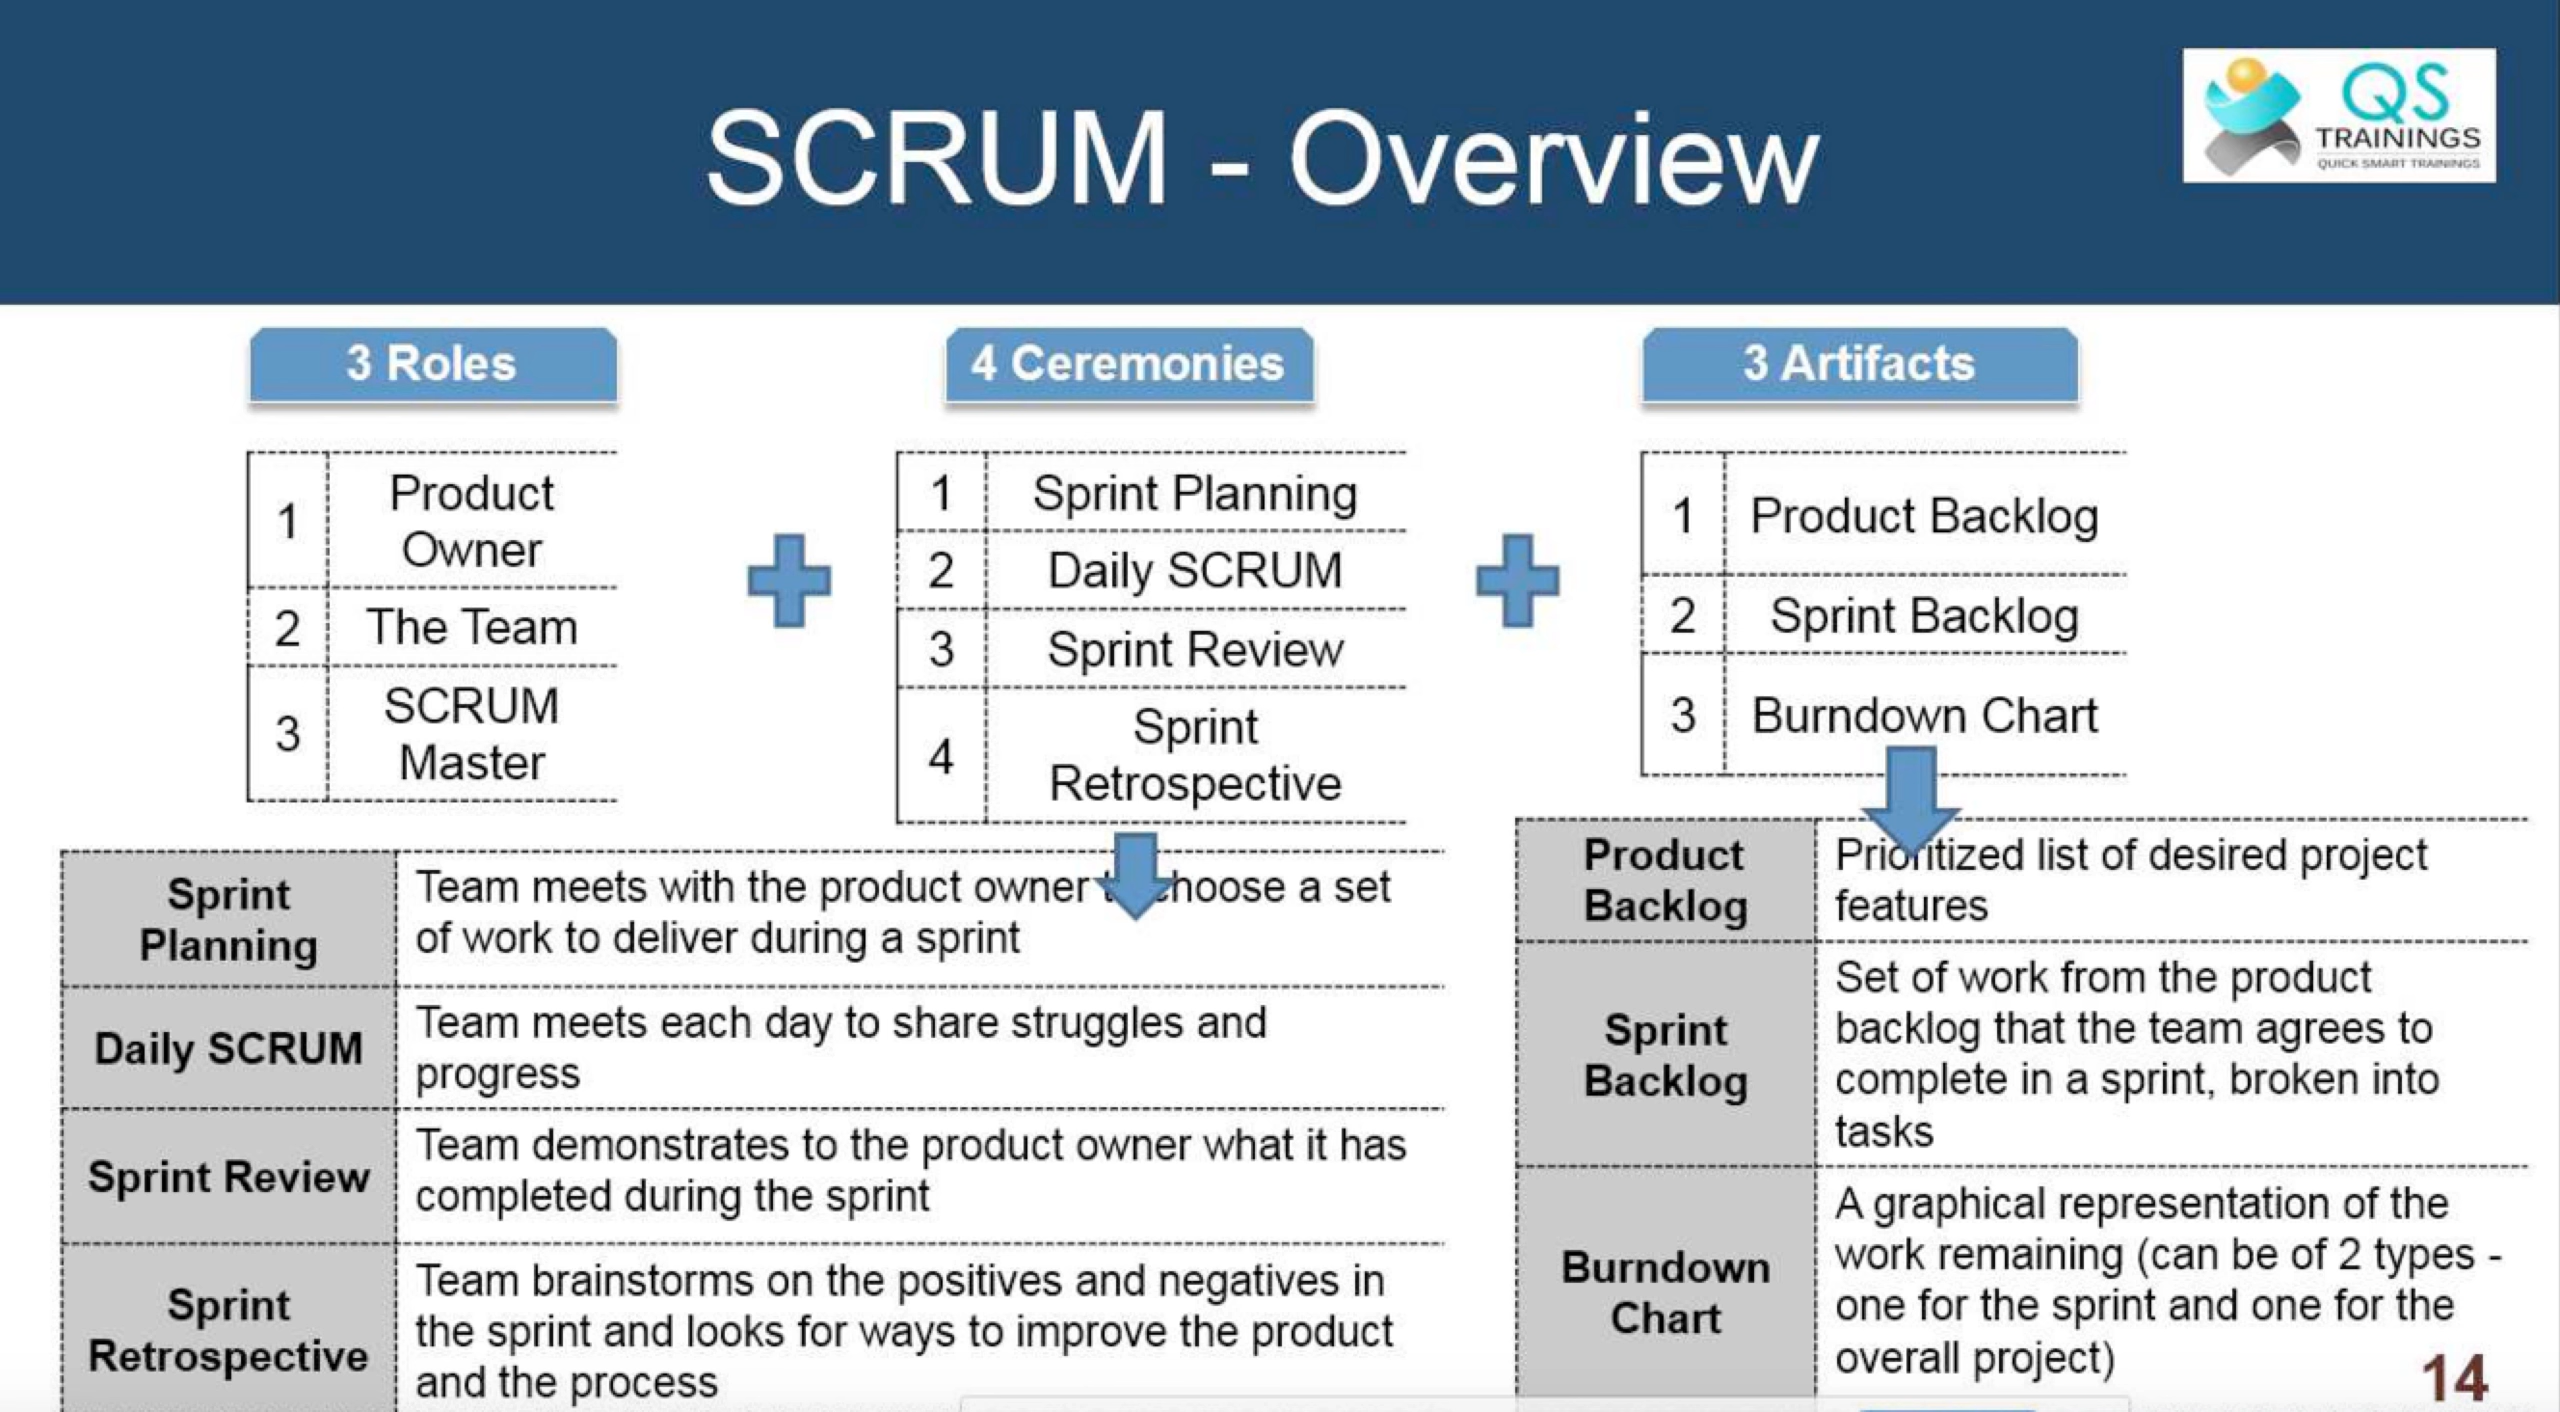 SCRUM - Overview
QS
TRAININGS
QUICK SMART TRAININGS
3 Roles
1
Product
Owner
2
The Team
3
SCRUM
Master
4 Ceremonies
1
Sprint Planning
2
Daily SCRUM
3
Sprint Review
4
Sprint
Retrospective
3 Artifacts
1
Product Backlog
2
Sprint Backlog
3
Burndown Chart
Sprint
Planning
Team meets with the product owner choose a set
of work to deliver during a sprint
Daily SCRUM
Team meets each day to share struggles and
progress
Sprint Review
Team demonstrates to the product owner what it has
completed during the sprint
Sprint
Retrospective
Team brainstorms on the positives and negatives in
the sprint and looks for ways to improve the product
and the process
Product
Backlog
Prioritized list of desired project
features
Sprint
Backlog
Set of work from the product
backlog that the team agrees to
complete in a sprint, broken into
tasks
Burndown
Chart
A graphical representation of the
work remaining (can be of 2 types -
one for the sprint and one for the
overall project)
14